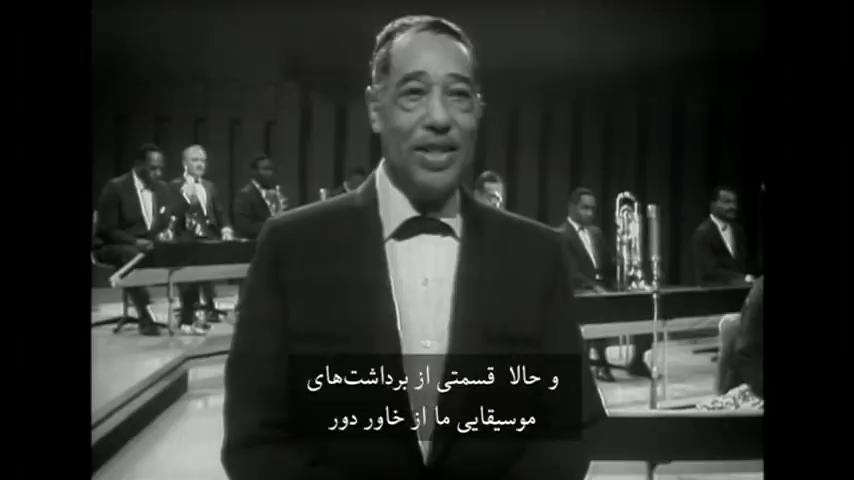 و حالا قسمتی از برداشت‌های
موسیقایی ما از خاور دور